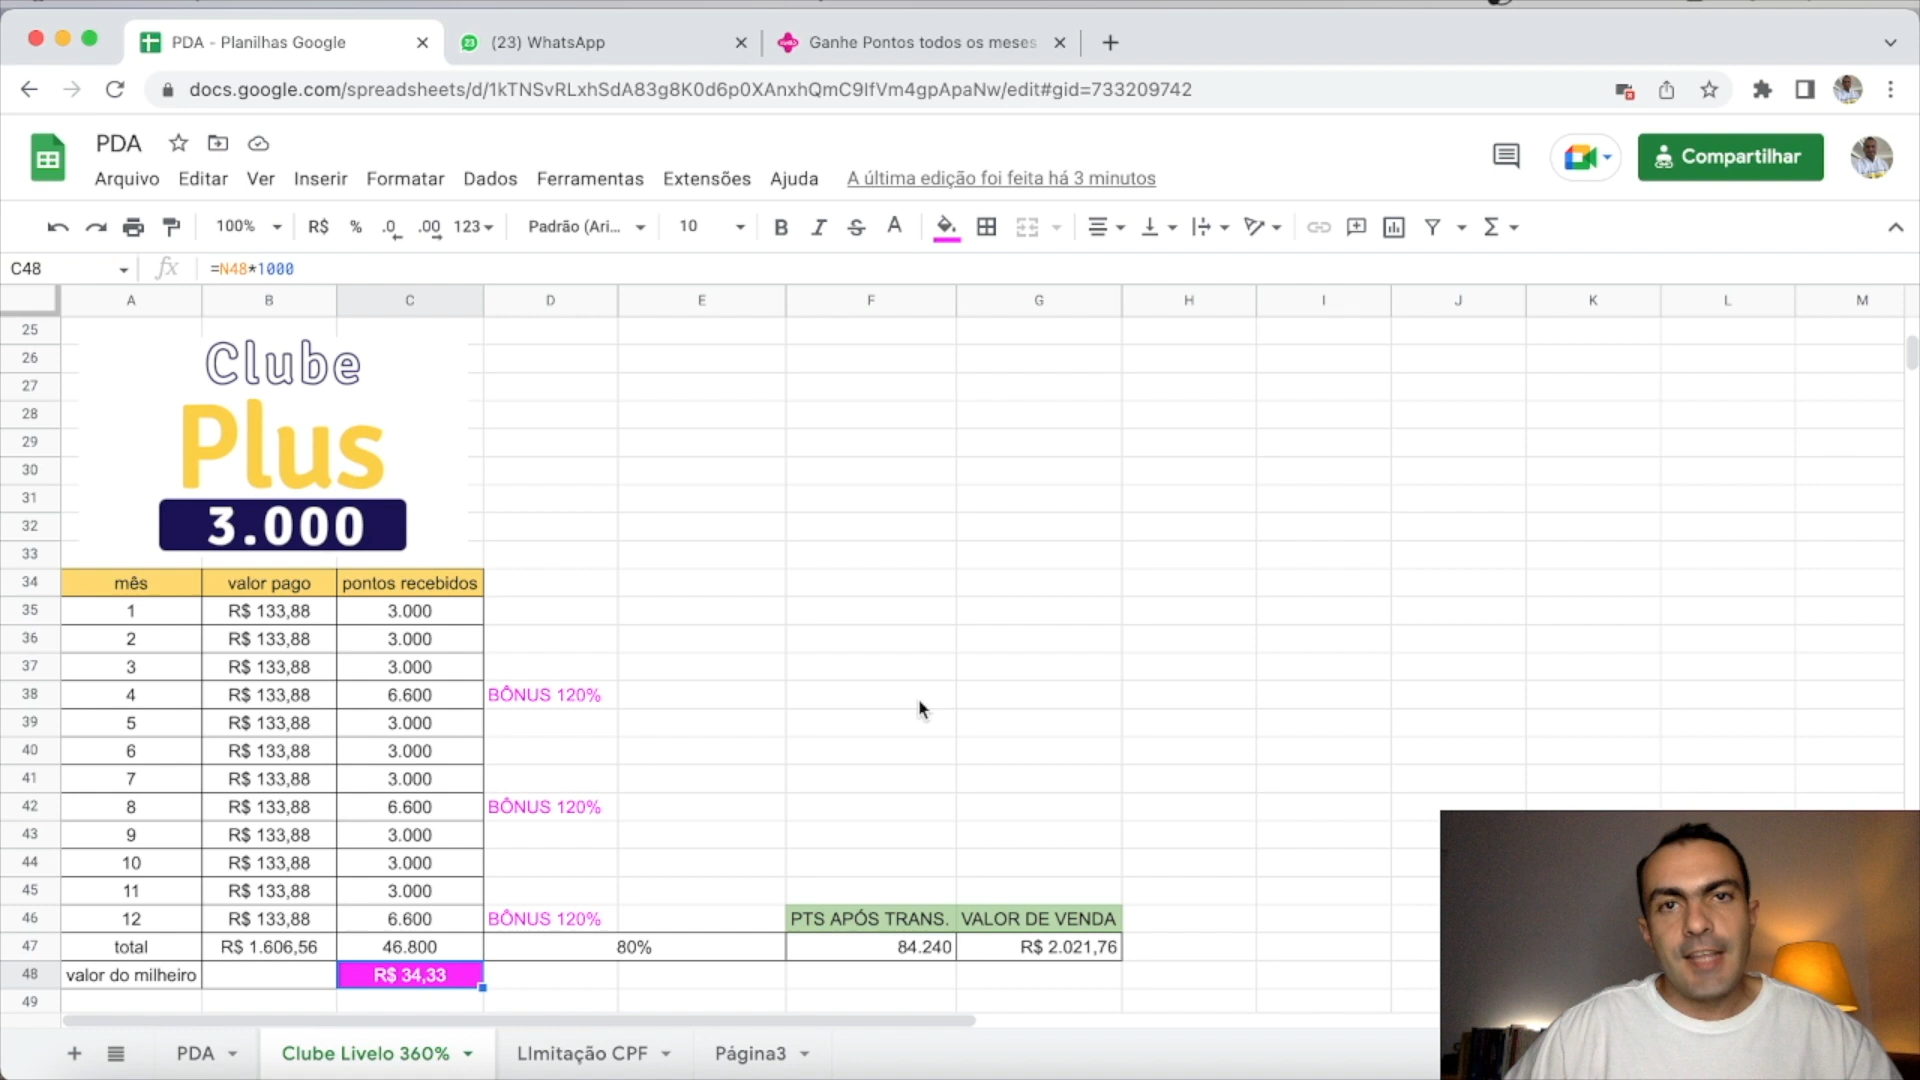 PDA - Planilhas Google
(23) WhatsApp
Ganhe Pontos todos os meses
docs.google.com/spreadsheets/d/1kTNSvRLxhSdA83g8K0d6p0XAnxhQmC9IfVm4gpApaNw/edit#gid=733209742
PDA
Compartilhar
Arquivo Editar Ver Inserir Formatar Dados Ferramentas Extensões Ajuda A última edição foi feita há 3 minutos
100% R$ % .0 .00 123 Padrão (Ari... 10 B I S A
C48 fx =N48*1000
A B C D E F G H I J K L M
25
26
27
28
29
30
31
32
33
Clube
Plus
3.000
34 mês valor pago pontos recebidos
35 1 R$ 133,88 3.000
36 2 R$ 133,88 3.000
37 3 R$ 133,88 3.000
38 4 R$ 133,88 6.600 BÔNUS 120%
39 5 R$ 133,88 3.000
40 6 R$ 133,88 3.000
41 7 R$ 133,88 3.000
42 8 R$ 133,88 6.600 BÔNUS 120%
43 9 R$ 133,88 3.000
44 10 R$ 133,88 3.000
45 11 R$ 133,88 3.000
46 12 R$ 133,88 6.600 BÔNUS 120% PTS APÓS TRANS. VALOR DE VENDA
47 total R$ 1.606,56 46.800 80% 84.240 R$ 2.021,76
48 valor do milheiro R$ 34,33
49
PDA Clube Livelo 360% LImitação CPF Página3